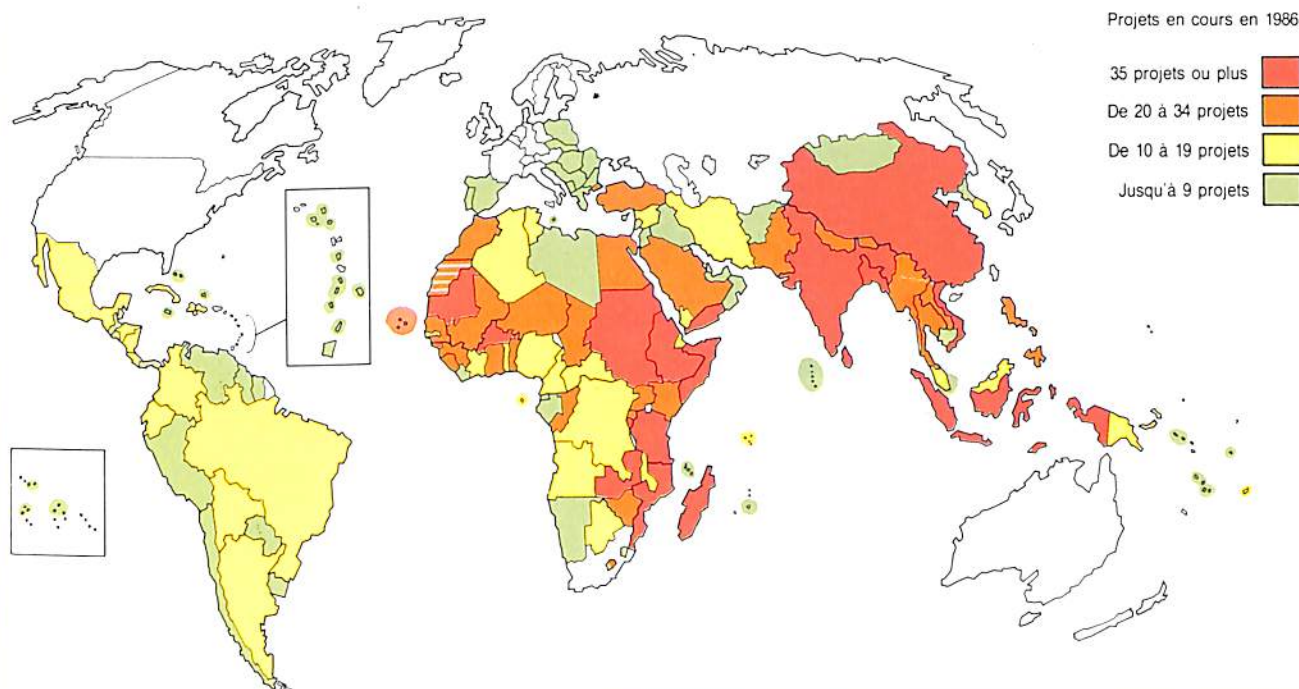 Projets en cours en 1986
35 projets ou plus
De 20 à 34 projets
De 10 à 19 projets
Jusqu'à 9 projets